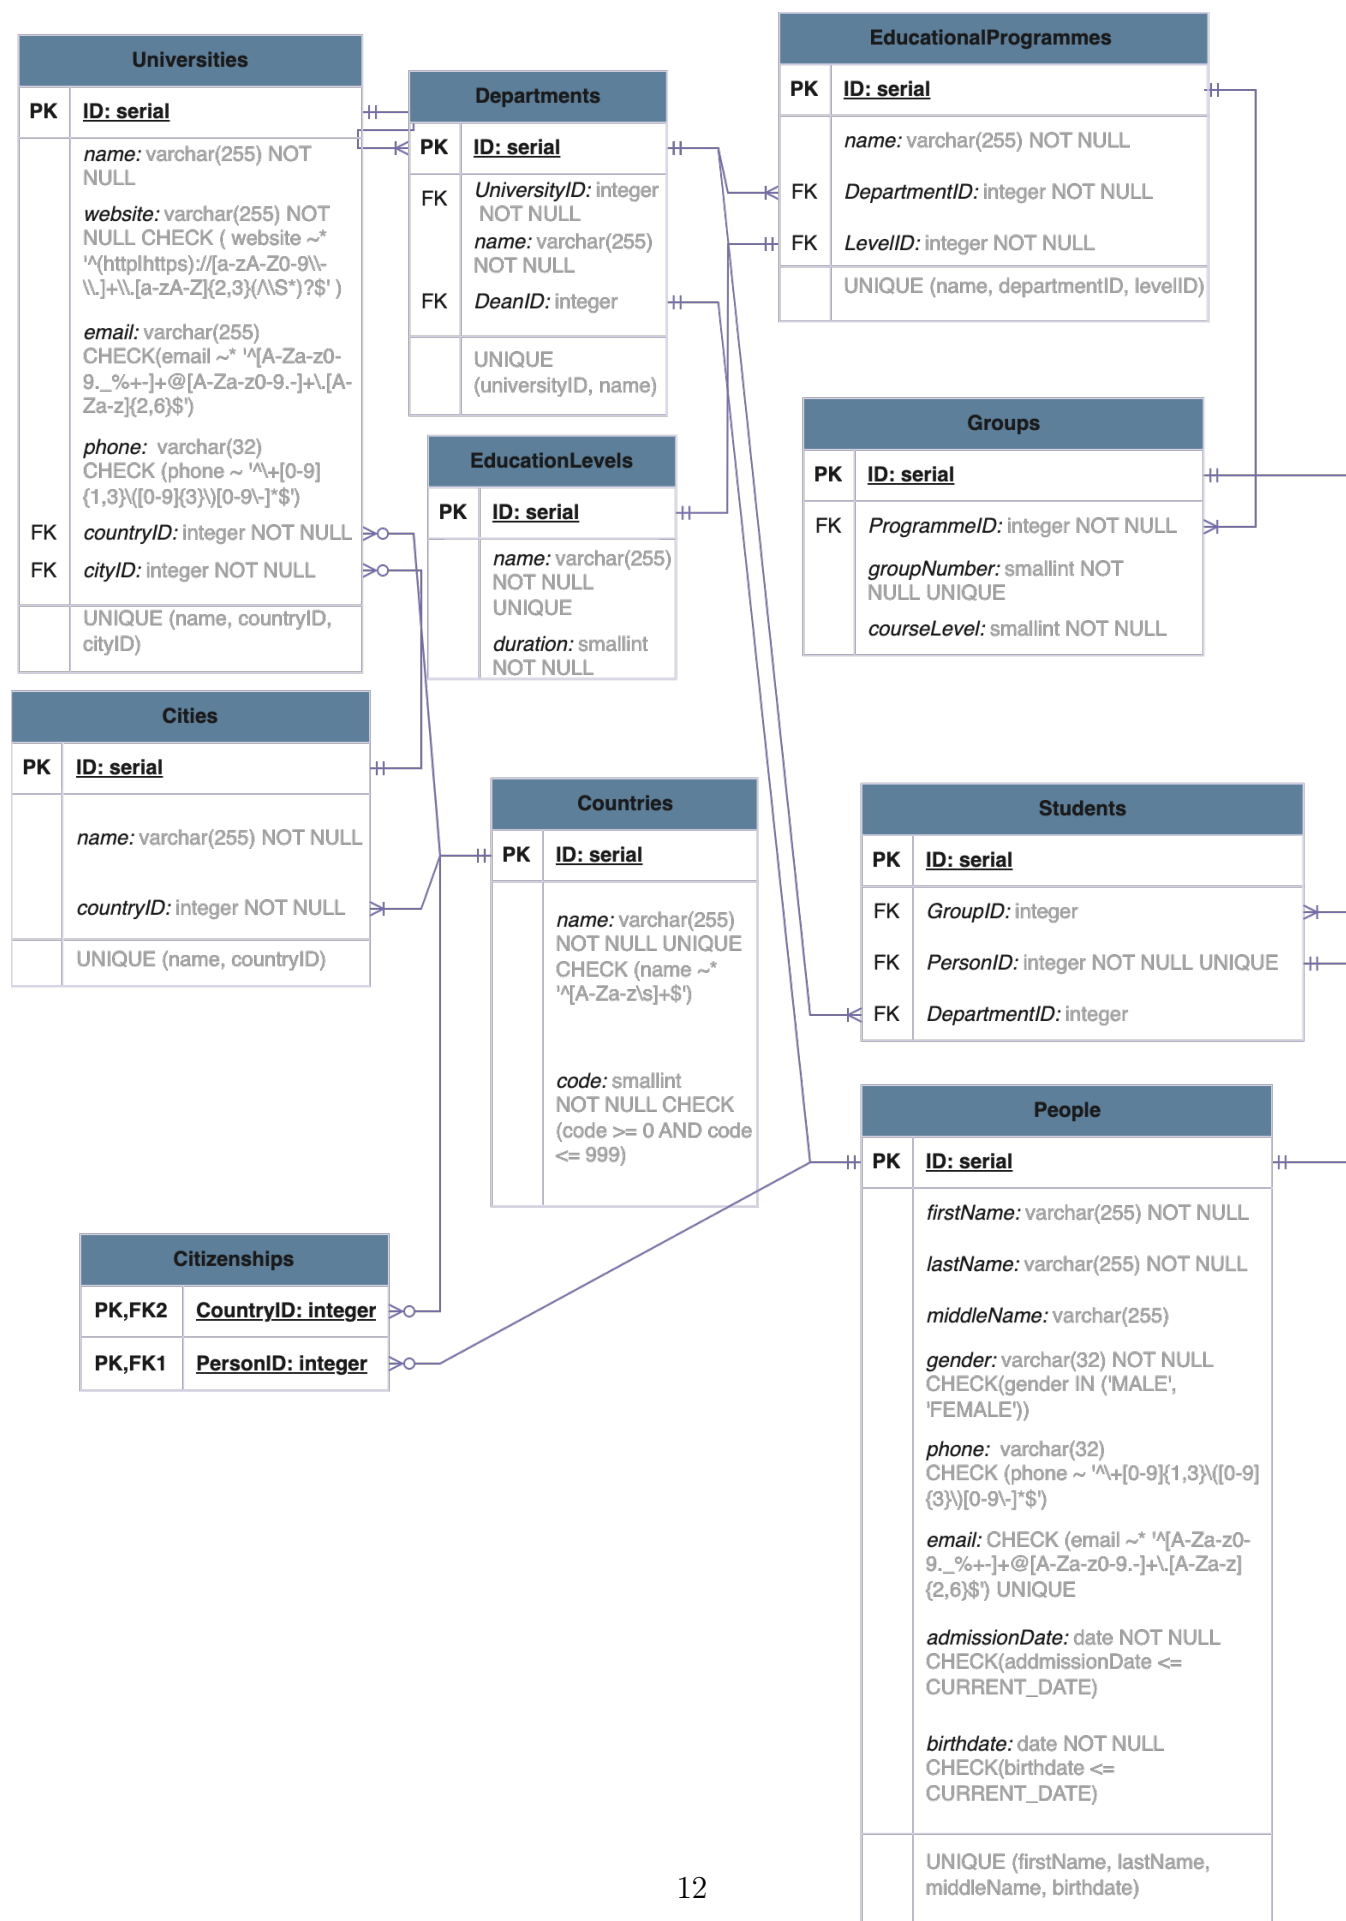 Universities
PK ID: serial
name: varchar(255) NOT
NULL
website: varchar(255) NOT
NULL CHECK ( website ~*
'^(http|https)://[a-zA-Z0-9\\-
\\.]+\\.[a-zA-Z]{2,3}(/\\S*)?$' )
email: varchar(255)
CHECK(email ~* '^[A-Za-z0-
9._%+-]+@[A-Za-z0-9.-]+\.[A-
Za-z]{2,6}$')
phone: varchar(32)
CHECK (phone ~ '^\+[0-9]
{1,3}\([0-9]{3}\)[0-9\-]*$')
FK countryID: integer NOT NULL
FK cityID: integer NOT NULL
UNIQUE (name, countryID,
cityID)
Departments
PK ID: serial
FK UniversityID: integer
NOT NULL
name: varchar(255)
NOT NULL
FK DeanID: integer
UNIQUE
(universityID, name)
EducationalProgrammes
PK ID: serial
name: varchar(255) NOT NULL
FK DepartmentID: integer NOT NULL
FK LevelID: integer NOT NULL
UNIQUE (name, departmentID, levelID)
EducationLevels
PK ID: serial
name: varchar(255)
NOT NULL
UNIQUE
duration: smallint
NOT NULL
Groups
PK ID: serial
FK ProgrammeID: integer NOT NULL
groupNumber: smallint NOT
NULL UNIQUE
courseLevel: smallint NOT NULL
Cities
PK ID: serial
name: varchar(255) NOT NULL
countryID: integer NOT NULL
UNIQUE (name, countryID)
Countries
PK ID: serial
name: varchar(255)
NOT NULL UNIQUE
CHECK (name ~*
'^[A-Za-z\s]+$')
code: smallint
NOT NULL CHECK
(code >= 0 AND code
<= 999)
Students
PK ID: serial
FK GroupID: integer
FK PersonID: integer NOT NULL UNIQUE
FK DepartmentID: integer
Citizenships
PK,FK2 CountryID: integer
PK,FK1 PersonID: integer
People
PK ID: serial
firstName: varchar(255) NOT NULL
lastName: varchar(255) NOT NULL
middleName: varchar(255)
gender: varchar(32) NOT NULL
CHECK(gender IN ('MALE',
'FEMALE'))
phone: varchar(32)
CHECK (phone ~ '^\+[0-9]{1,3}\([0-9]
{3}\)[0-9\-]*$')
email: CHECK (email ~* '^[A-Za-z0-
9._%+-]+@[A-Za-z0-9.-]+\.[A-Za-z]
{2,6}$') UNIQUE
admissionDate: date NOT NULL
CHECK(addmissionDate <=
CURRENT_DATE)
birthdate: date NOT NULL
CHECK(birthdate <=
CURRENT_DATE)
UNIQUE (firstName, lastName,
middleName, birthdate)
12